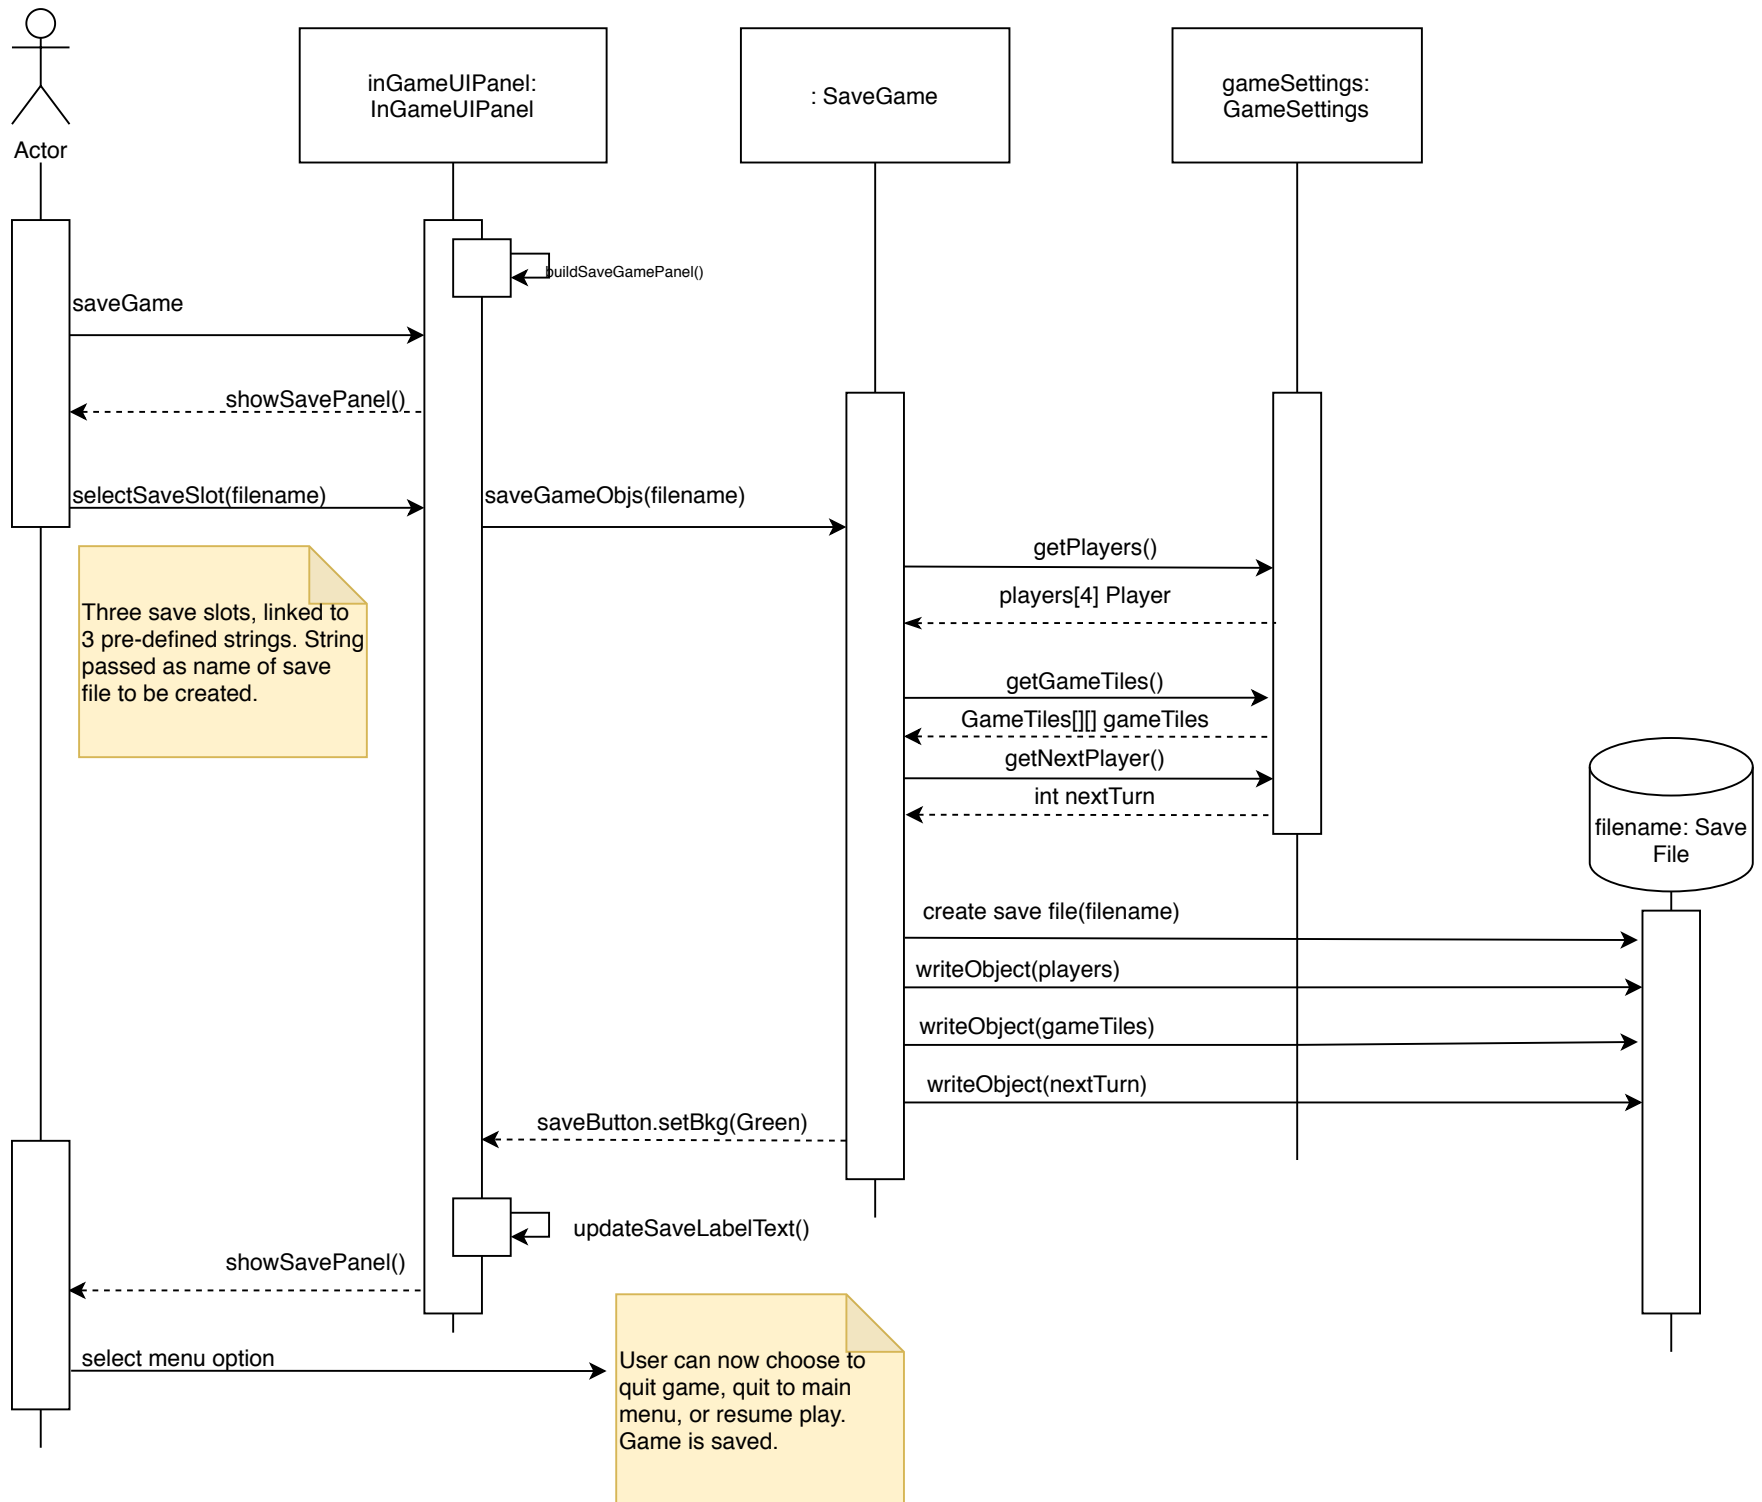 Actor
inGameUIPanel:
InGameUIPanel
: SaveGame
gameSettings:
GameSettings
buildSaveGamePanel()
saveGame
showSavePanel()
selectSaveSlot(filename)
saveGameObjs(filename)
getPlayers()
players[4] Player
Three save slots, linked to
3 pre-defined strings. String
passed as name of save
file to be created.
getGameTiles()
GameTiles[][] gameTiles
getNextPlayer()
int nextTurn
filename: Save
File
create save file(filename)
writeObject(players)
writeObject(gameTiles)
writeObject(nextTurn)
saveButton.setBkg(Green)
updateSaveLabelText()
showSavePanel()
select menu option
User can now choose to
quit game, quit to main
menu, or resume play.
Game is saved.